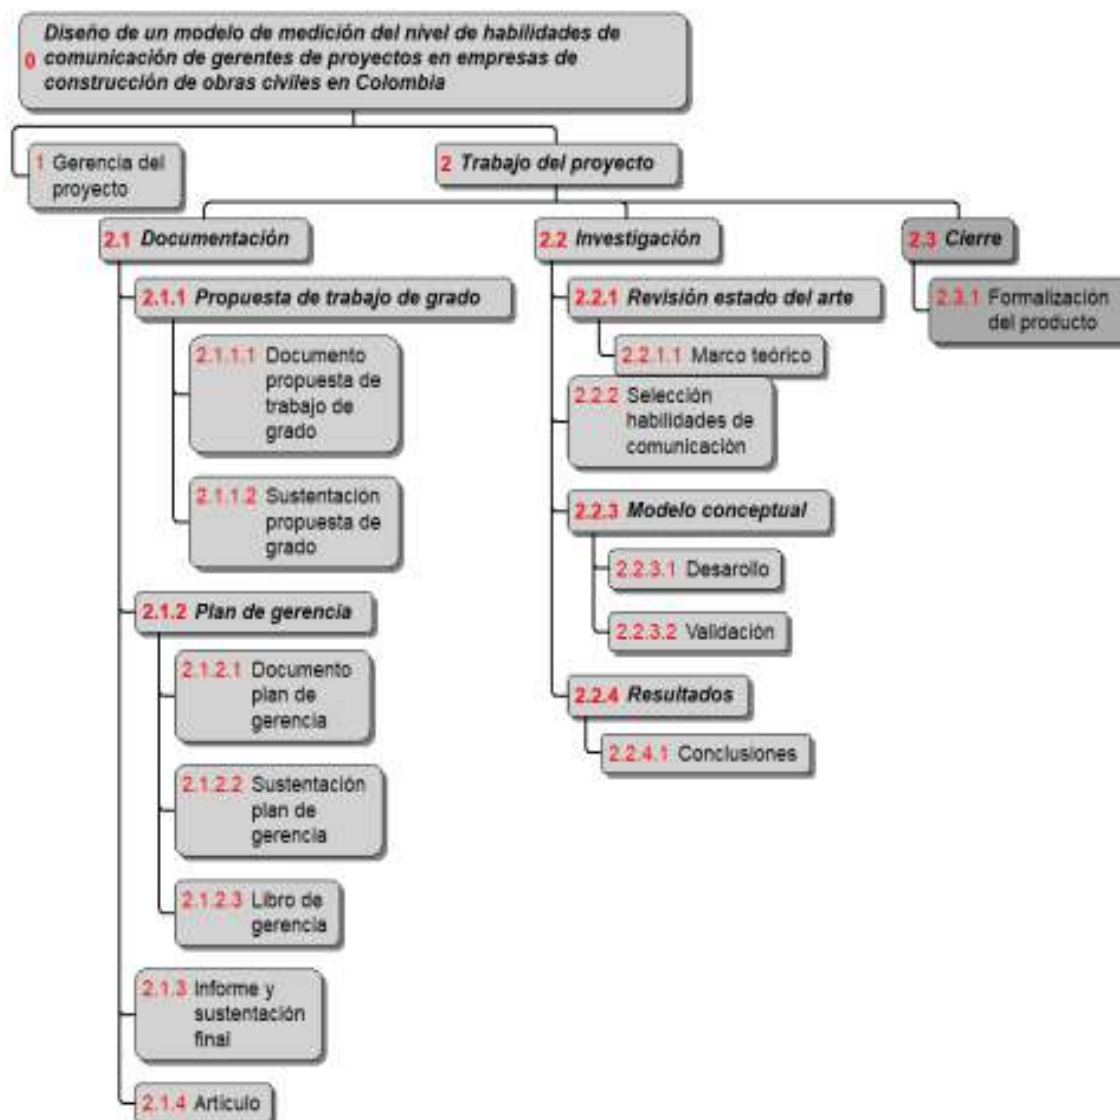 0 Diseño de un modelo de medición del nivel de habilidades de
comunicación de gerentes de proyectos en empresas de
construcción de obras civiles en Colombia
1 Gerencia del
proyecto
2 Trabajo del proyecto
2.1 Documentación
2.1.1 Propuesta de trabajo de grado
2.1.1.1 Documento
propuesta de
trabajo de
grado
2.1.1.2 Sustentación
propuesta de
grado
2.1.2 Plan de gerencia
2.1.2.1 Documento
plan de
gerencia
2.1.2.2 Sustentación
plan de
gerencia
2.1.2.3 Libro de
gerencia
2.1.3 Informe y
sustentación
final
2.1.4 Artículo
2.2 Investigación
2.2.1 Revisión estado del arte
2.2.1.1 Marco teórico
2.2.2 Selección
habilidades de
comunicación
2.2.3 Modelo conceptual
2.2.3.1 Desarollo
2.2.3.2 Validación
2.2.4 Resultados
2.2.4.1 Conclusiones
2.3 Cierre
2.3.1 Formalización
del producto